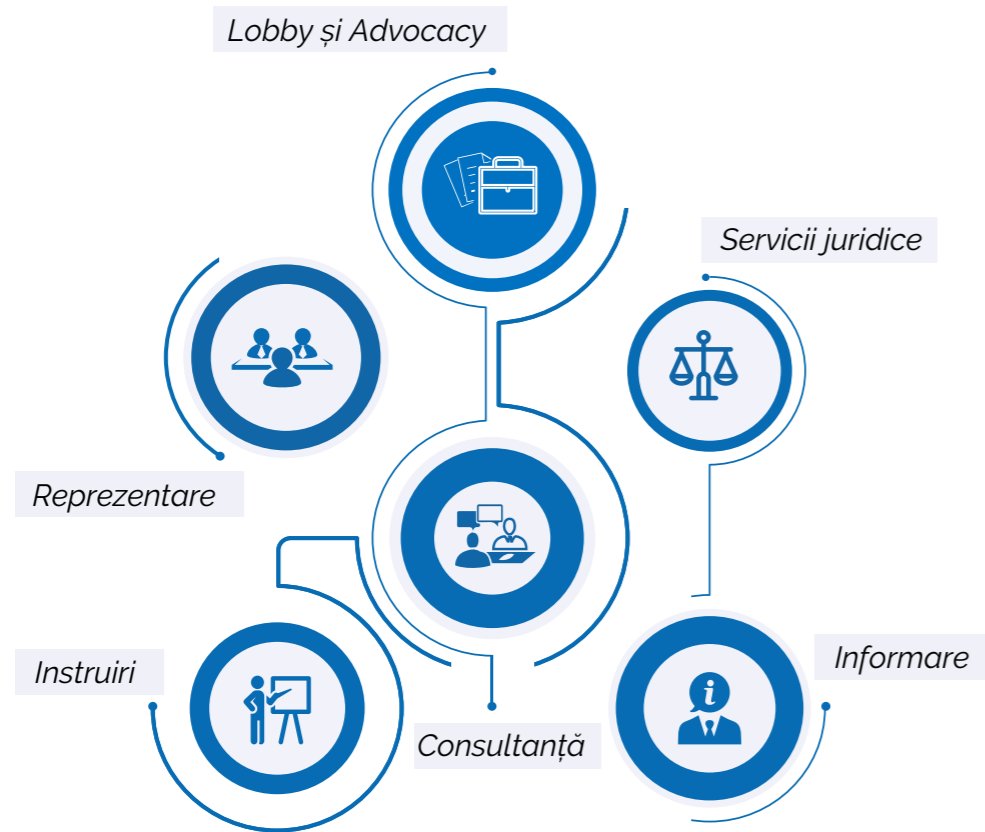 Lobby și Advocacy
Servicii juridice
Reprezentare
Instruiri
Informare
Consultanță
i